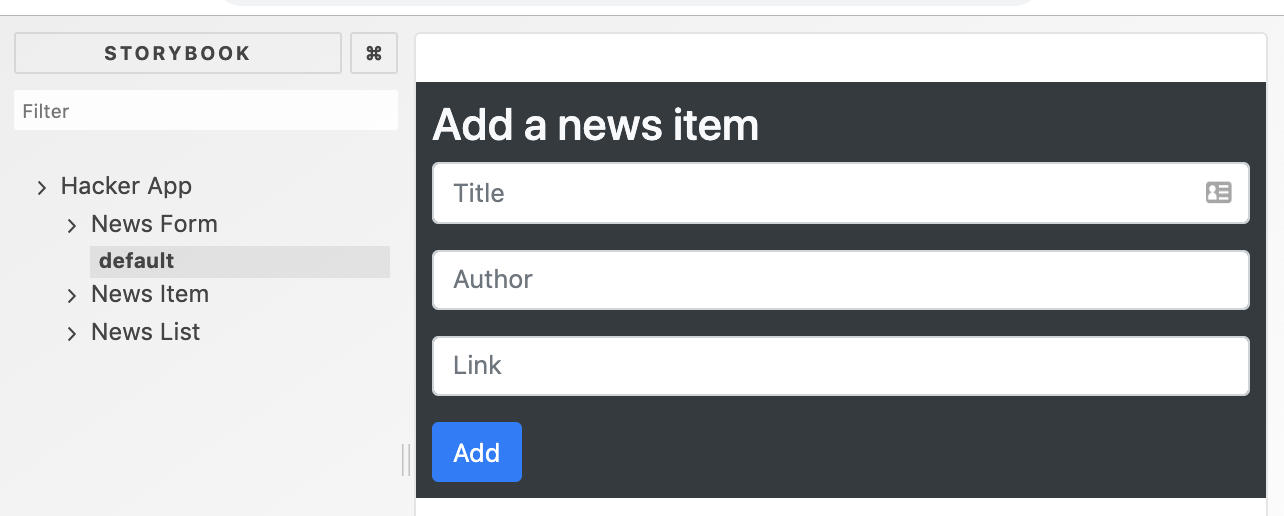 STORYBOOK ⌘
Filter
Hacker App
News Form
default
News Item
News List
Add a news item
Title
Author
Link
Add